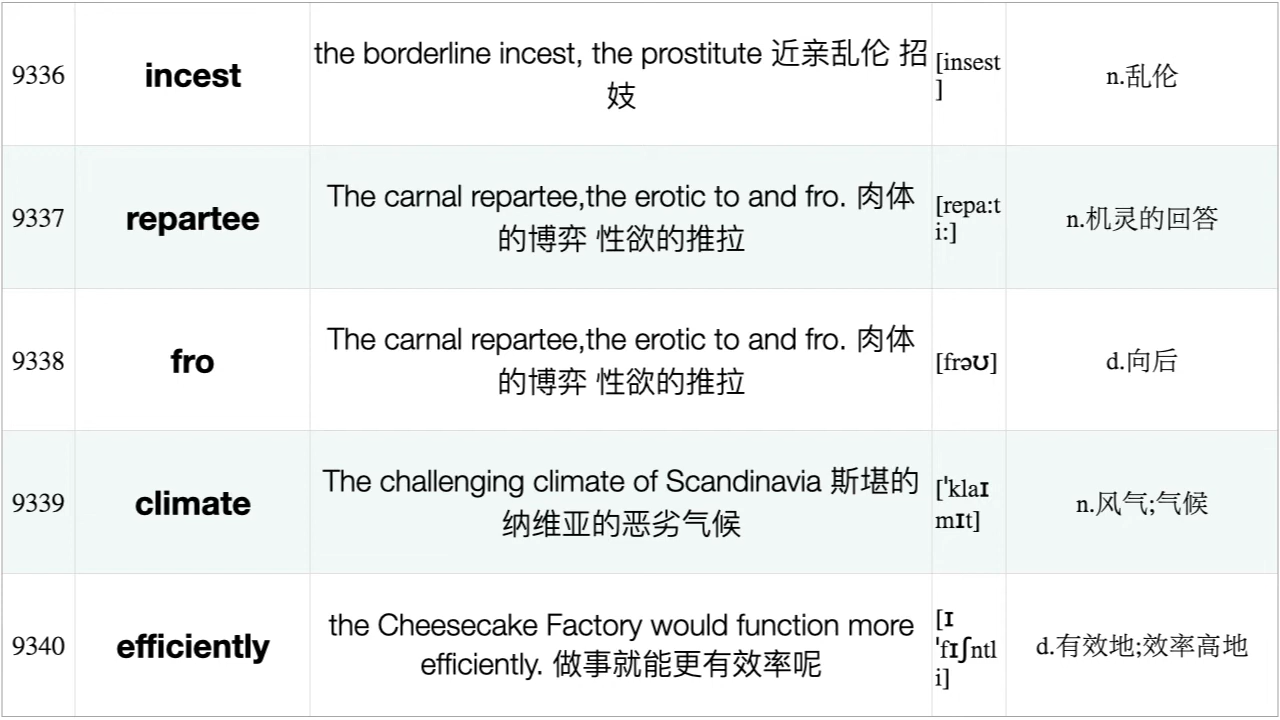 9336 incest the borderline incest, the prostitute 近亲乱伦 招
妓 [insest
] n.乱伦
9337 repartee The carnal repartee,the erotic to and fro. 肉体
的博弈 性欲的推拉 [repa:t
i:] n.机灵的回答
9338 fro The carnal repartee,the erotic to and fro. 肉体
的博弈 性欲的推拉 [frəʊ] d.向后
9339 climate The challenging climate of Scandinavia 斯堪的
纳维亚的恶劣气候 [ˈklaɪ
mɪt] n.风气;气候
9340 efficiently the Cheesecake Factory would function more
efficiently. 做事就能更有效率呢 [ɪ
ˈfɪʃntl
i] d.有效地;效率高地